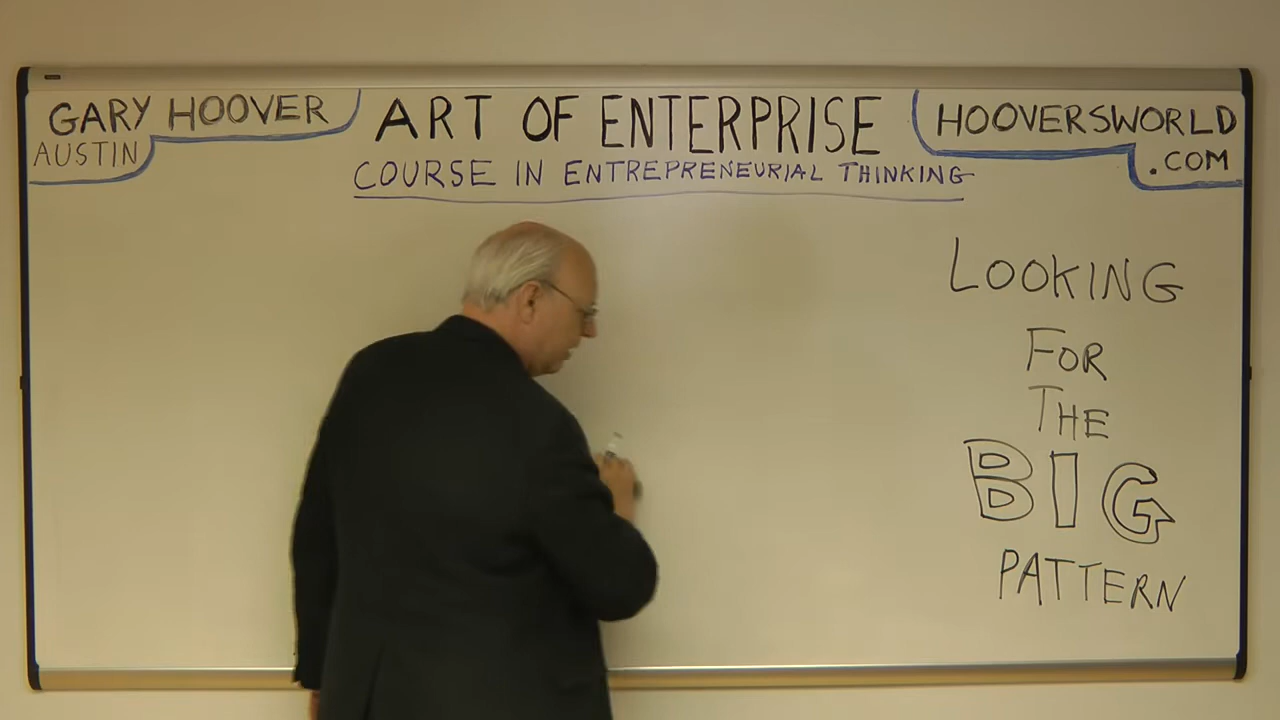 GARY HOOVER
AUSTIN
ART OF ENTERPRISE
COURSE IN ENTREPRENEURIAL THINKING
HOOVERSWORLD
.COM
LOOKING
FOR
THE
BIG
PATTERN